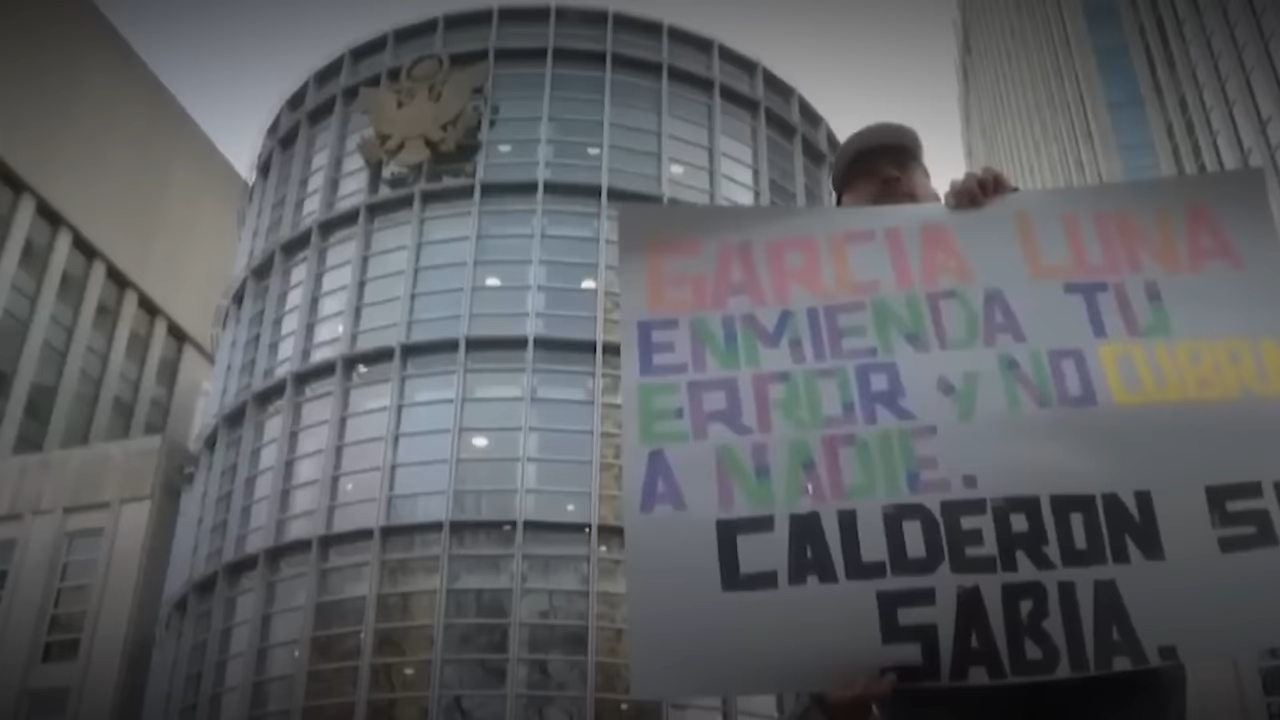 GARCIA LUNA
ENMIENDA TU
ERROR y NO
A NADIE.
CALDERON
SABIA.